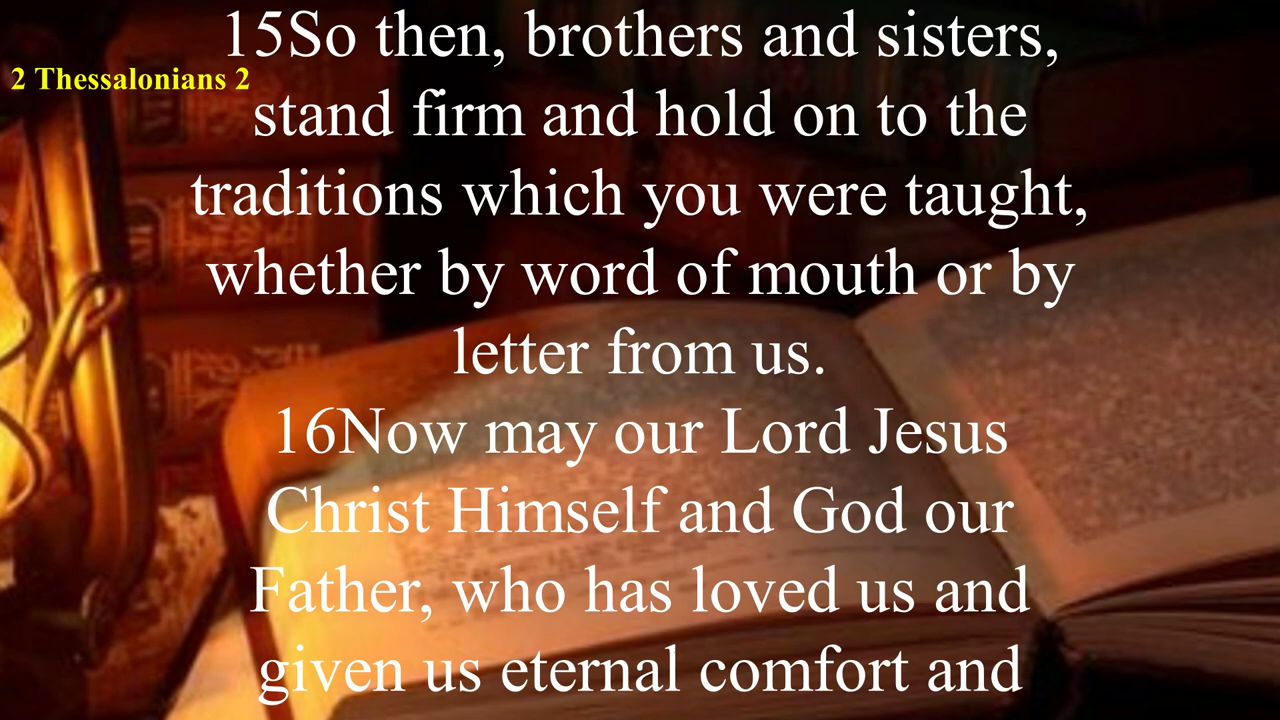 2 Thessalonians 2
15So then, brothers and sisters,
stand firm and hold on to the
traditions which you were taught,
whether by word of mouth or by
letter from us.
16Now may our Lord Jesus
Christ Himself and God our
Father, who has loved us and
given us eternal comfort and